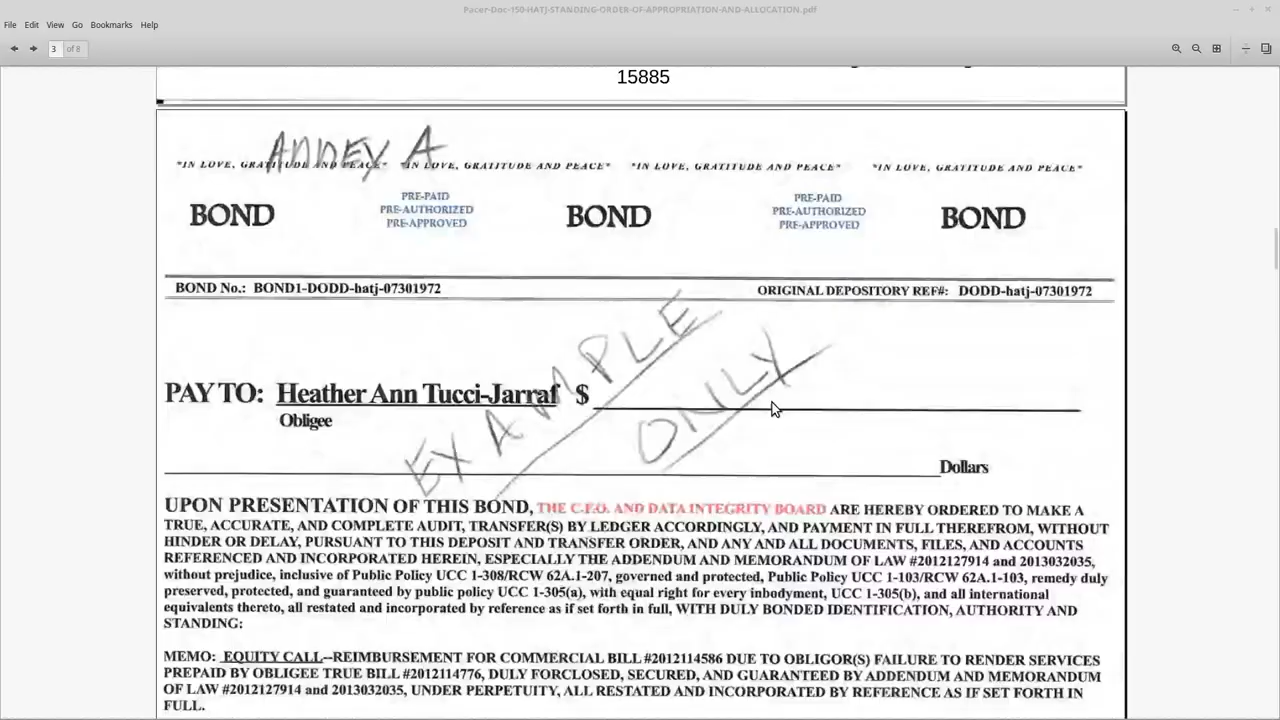 Pacer-Doc-150-HATJ-STANDING-ORDER-OF-APPROPRIATION-AND-ALLOCATION.pdf
File Edit View Go Bookmarks Help
3 of 8
15885
ANNEX A
"IN LOVE, GRATITUDE AND PEACE" "IN LOVE, GRATITUDE AND PEACE" "IN LOVE, GRATITUDE AND PEACE" "IN LOVE, GRATITUDE AND PEACE"
BOND PRE-PAID PRE-AUTHORIZED PRE-APPROVED BOND PRE-PAID PRE-AUTHORIZED PRE-APPROVED BOND
BOND No.: BOND1-DODD-hatj-07301972 ORIGINAL DEPOSITORY REF#: DODD-hatj-07301972
EXAMPLE
ONLY
PAY TO: Heather Ann Tucci-Jarraf $
Obligee
Dollars
UPON PRESENTATION OF THIS BOND, THE C.F.O. AND DATA INTEGRITY BOARD ARE HEREBY ORDERED TO MAKE A
TRUE, ACCURATE, AND COMPLETE AUDIT, TRANSFER(S) BY LEDGER ACCORDINGLY, AND PAYMENT IN FULL THEREFROM, WITHOUT
HINDER OR DELAY, PURSUANT TO THIS DEPOSIT AND TRANSFER ORDER, AND ANY AND ALL DOCUMENTS, FILES, AND ACCOUNTS
REFERENCED AND INCORPORATED HEREIN, ESPECIALLY THE ADDENDUM AND MEMORANDUM OF LAW #2012127914 and 2013032035,
without prejudice, inclusive of Public Policy UCC 1-308/RCW 62A.1-207, governed and protected, Public Policy UCC 1-103/RCW 62A.1-103, remedy duly
preserved, protected, and guaranteed by public policy UCC 1-305(a), with equal right for every inbodyment, UCC 1-305(b), and all international
equivalents thereto, all restated and incorporated by reference as if set forth in full, WITH DULY BONDED IDENTIFICATION, AUTHORITY AND
STANDING:
MEMO: EQUITY CALL--REIMBURSEMENT FOR COMMERCIAL BILL #2012114586 DUE TO OBLIGOR(S) FAILURE TO RENDER SERVICES
PREPAID BY OBLIGEE TRUE BILL #2012114776, DULY FORCLOSED, SECURED, AND GUARANTEED BY ADDENDUM AND MEMORANDUM
OF LAW #2012127914 and 2013032035, UNDER PERPETUITY, ALL RESTATED AND INCORPORATED BY REFERENCE AS IF SET FORTH IN
FULL.